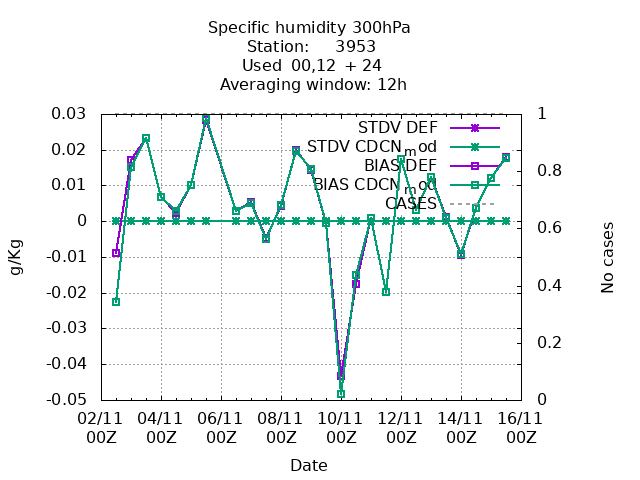 Specific humidity 300hPa
Station: 3953
Used 00,12 + 24
Averaging window: 12h
0.03
0.02
0.01
0
-0.01
-0.02
-0.03
-0.04
-0.05
g/Kg
STDV DEF
STDV CDCNmod
BIAS DEF
BIAS CDCNmod
CASES
1
0.8
0.6
0.4
0.2
0
No cases
02/11 04/11 06/11 08/11 10/11 12/11 14/11 16/11
00Z 00Z 00Z 00Z 00Z 00Z 00Z 00Z
Date